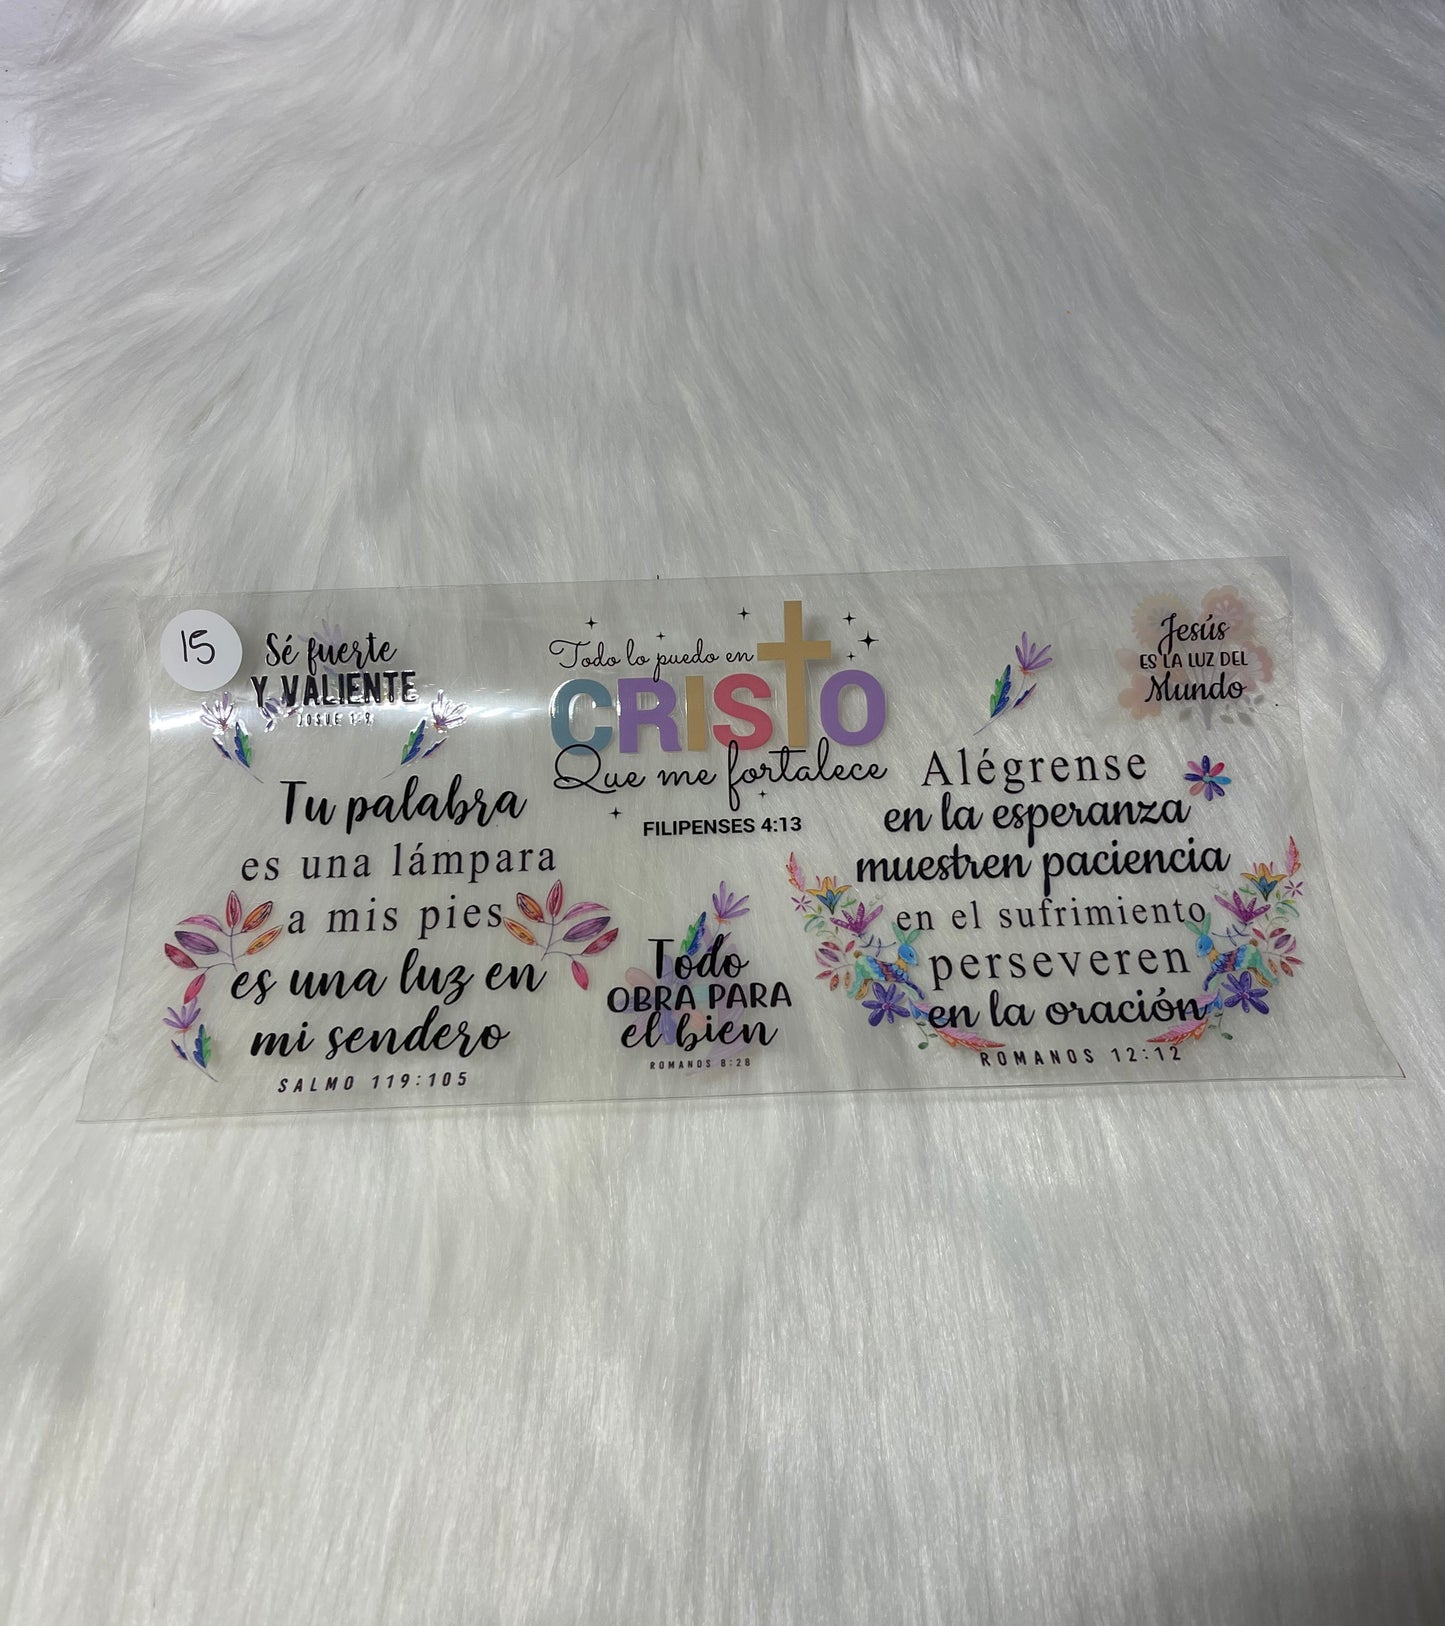 15
Sé fuerte
Y VALIENTE
JOSUE 1:9
Tu palabra
es una lámpara
a mis pies
es una luz en
mi sendero
SALMO 119:105
Todo lo puedo en
CRISTO
Que me fortalece
FILIPENSES 4:13
Todo
OBRA PARA
el bien
ROMANOS 8:28
Jesús
ES LA LUZ DEL
Mundo
Alégrense
en la esperanza
muestren paciencia
en el sufrimiento
perseveren
en la oración
ROMANOS 12:12